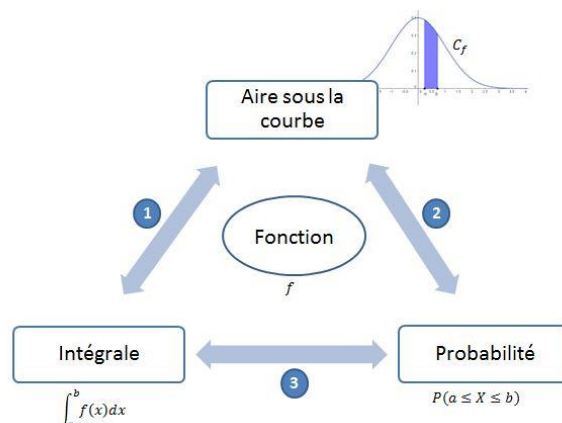 C_f
Aire sous la
courbe
1
2
Fonction
f
Intégrale
Probabilité
3
∫ b f(x)dx
P(a ≤ X ≤ b)